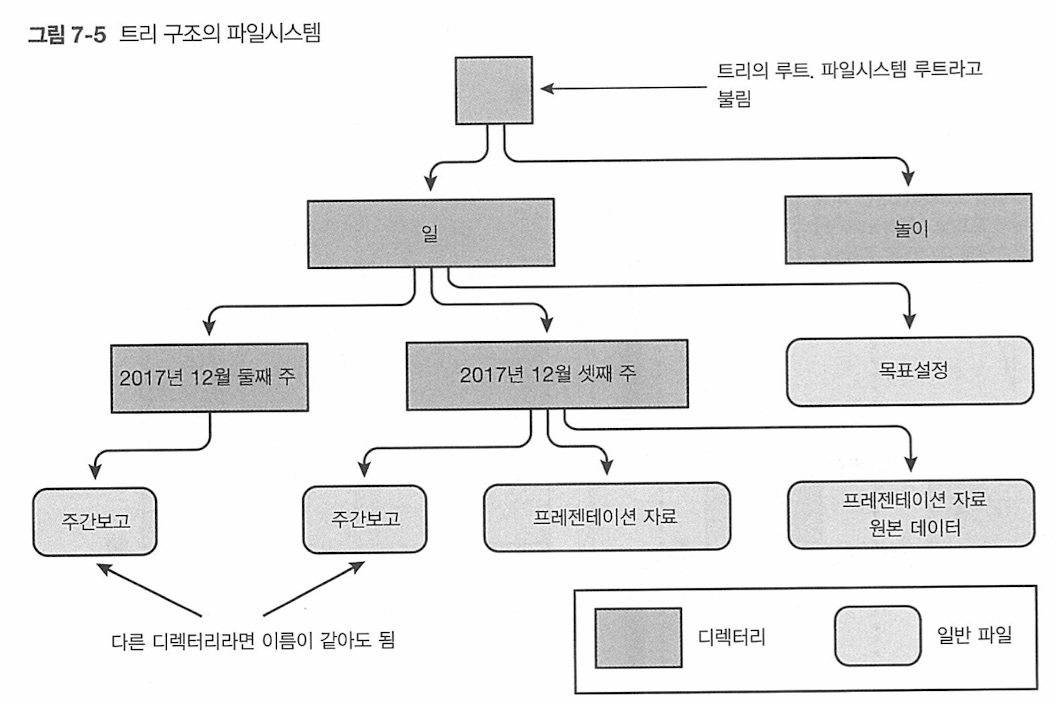 그림 7-5 트리 구조의 파일시스템
트리의 루트. 파일시스템 루트라고
불림
일
놀이
2017년 12월 둘째 주
2017년 12월 셋째 주
목표설정
주간보고
주간보고
프레젠테이션 자료
프레젠테이션 자료
원본 데이터
다른 디렉터리라면 이름이 같아도 됨
디렉터리
일반 파일